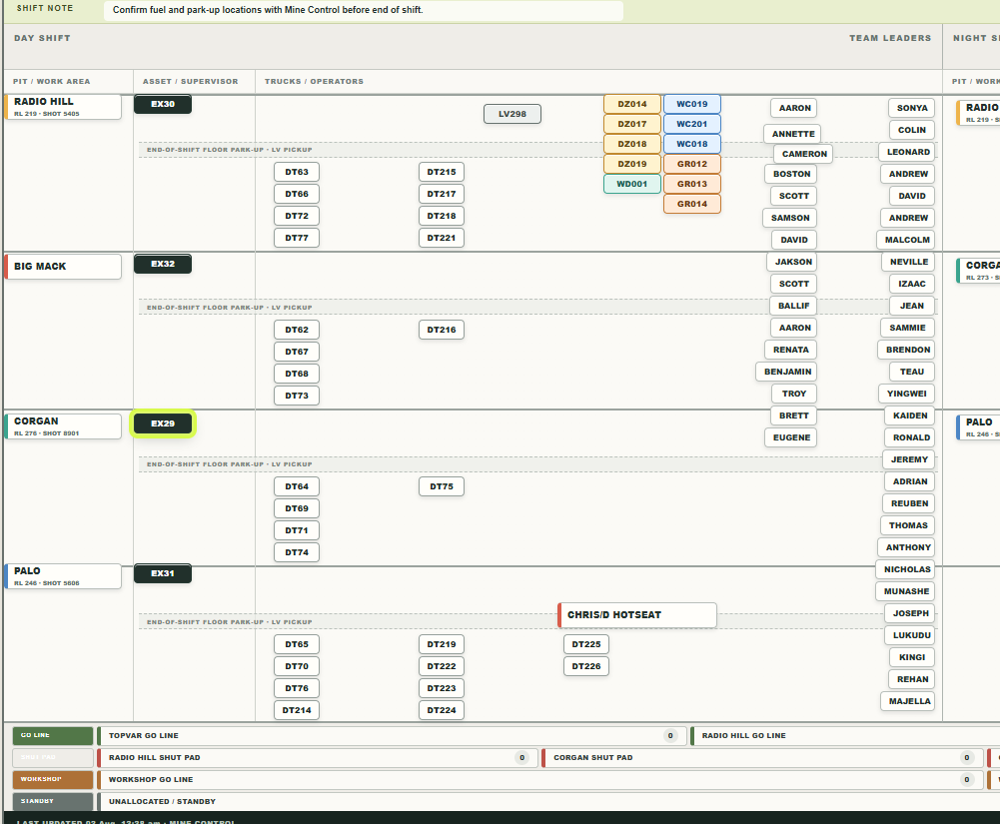 SHIFT NOTE
Confirm fuel and park-up locations with Mine Control before end of shift.
DAY SHIFT
TEAM LEADERS
NIGHT S
PIT / WORK AREA
ASSET / SUPERVISOR
TRUCKS / OPERATORS
PIT / WORK
RADIO HILL
RL 219 · SHOT 5405
EX30
LV298
DZ014
DZ017
DZ018
DZ019
WD001
WC019
WC201
WC018
GR012
GR013
GR014
END-OF-SHIFT FLOOR PARK-UP · LV PICKUP
DT63
DT66
DT72
DT77
DT215
DT217
DT218
DT221
BIG MACK
EX32
END-OF-SHIFT FLOOR PARK-UP · LV PICKUP
DT62
DT67
DT68
DT73
DT216
CORGAN
RL 276 · SHOT 8901
EX29
END-OF-SHIFT FLOOR PARK-UP · LV PICKUP
DT64
DT69
DT71
DT74
DT75
PALO
RL 246 · SHOT 5606
EX31
CHRIS/D HOTSEAT
END-OF-SHIFT FLOOR PARK-UP · LV PICKUP
DT65
DT70
DT76
DT214
DT219
DT222
DT223
DT224
DT225
DT226
AARON
ANNETTE
CAMERON
BOSTON
SCOTT
SAMSON
DAVID
JAKSON
SCOTT
BALLIF
AARON
RENATA
BENJAMIN
TROY
BRETT
EUGENE
SONYA
COLIN
LEONARD
ANDREW
DAVID
ANDREW
MALCOLM
NEVILLE
IZAAC
JEAN
SAMMIE
BRENDON
TEAU
YINGWEI
KAIDEN
RONALD
JEREMY
ADRIAN
REUBEN
THOMAS
ANTHONY
NICHOLAS
MUNASHE
JOSEPH
LUKUDU
KINGI
REHAN
MAJELLA
RADIO
RL 219 · S
CORGA
RL 273 · S
PALO
RL 246 · S
GO LINE
TOPVAR GO LINE
0
RADIO HILL GO LINE
SHUT PAD
RADIO HILL SHUT PAD
0
CORGAN SHUT PAD
0
WORKSHOP
WORKSHOP GO LINE
0
STANDBY
UNALLOCATED / STANDBY
LAST UPDATED 02 Aug, 12:38 am · MINE CONTROL